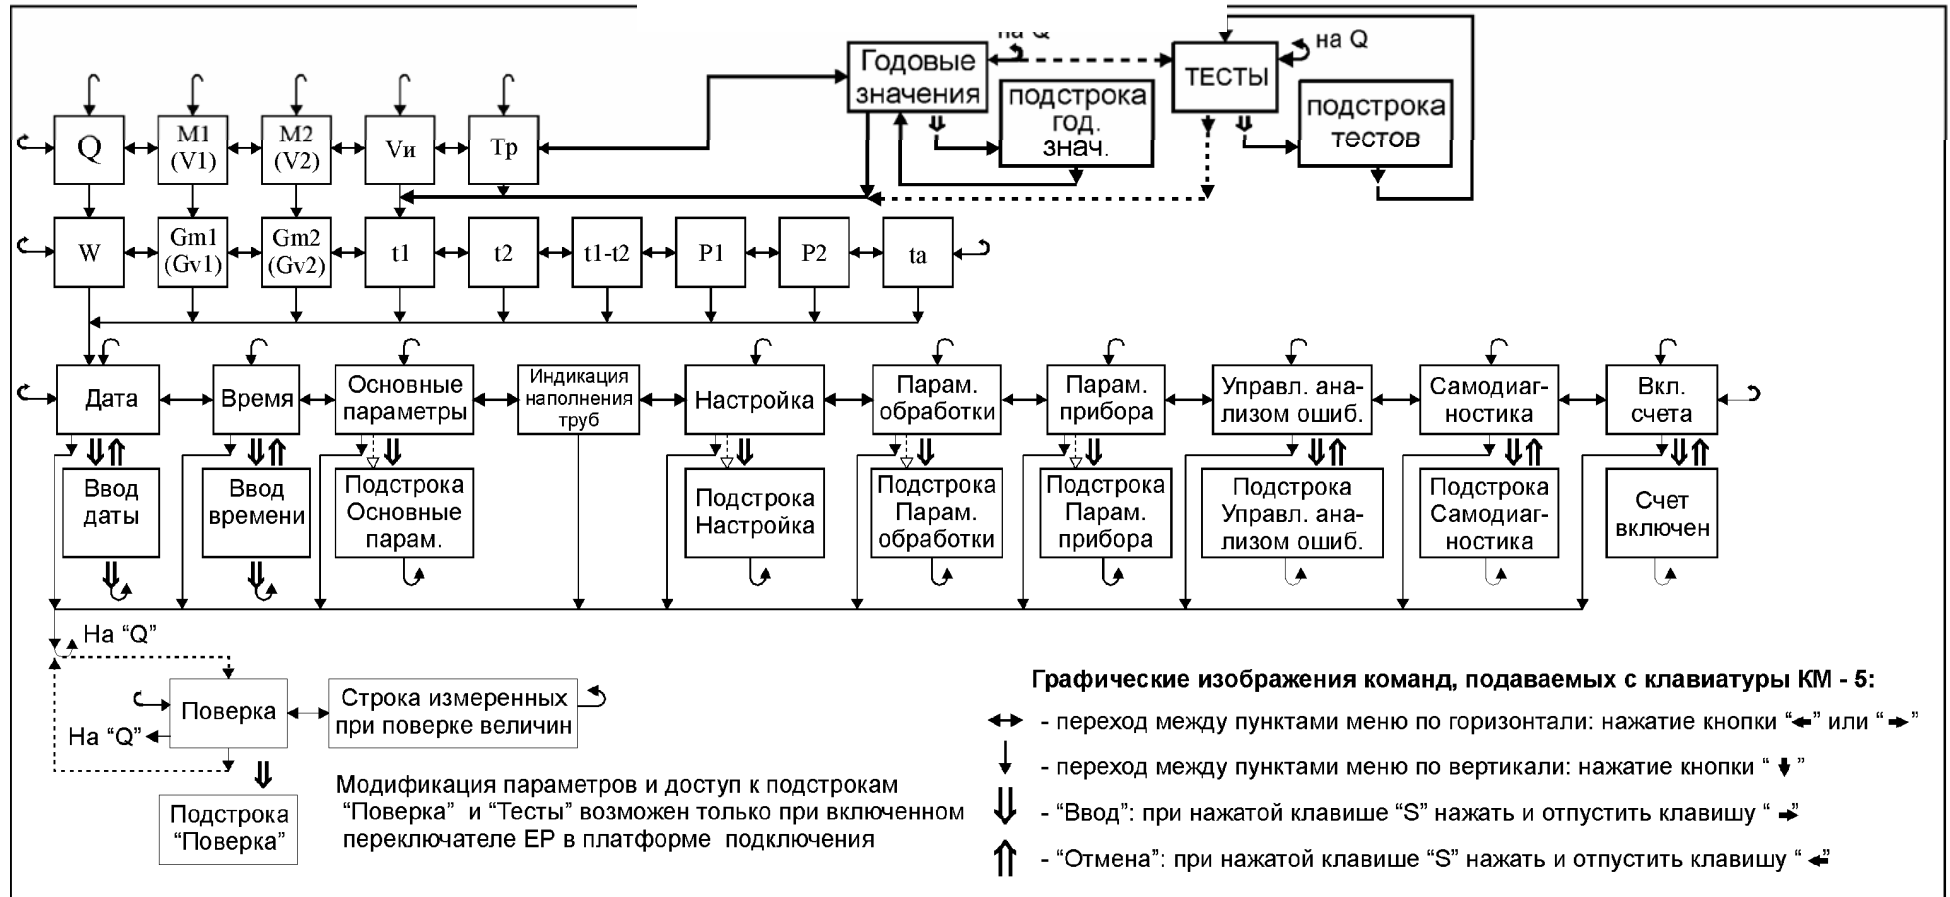 на Q
на Q
Годовые
значения
ТЕСТЫ
подстрока
год.
знач.
подстрока
тестов
Q
М1
(V1)
М2
(V2)
Vи
Тр
W
Gm1
(Gv1)
Gm2
(Gv2)
t1
t2
t1-t2
P1
P2
ta
Дата
Время
Основные
параметры
Индикация
наполнения
труб
Настройка
Парам.
обработки
Парам.
прибора
Управл. ана-
лизом ошиб.
Самодиаг-
ностика
Вкл.
счета
Ввод
даты
Ввод
времени
Подстрока
Основные
парам.
Подстрока
Настройка
Подстрока
Парам.
обработки
Подстрока
Парам.
прибора
Подстрока
Управл. ана-
лизом ошиб.
Подстрока
Самодиаг-
ностика
Счет
включен
На “Q”
Поверка
Строка измеренных
при поверке величин
На “Q”
Подстрока
“Поверка”
Модификация параметров и доступ к подстрокам
“Поверка” и “Тесты” возможен только при включенном
переключателе ЕР в платформе подключения
Графические изображения команд, подаваемых с клавиатуры КМ - 5:
↔ - переход между пунктами меню по горизонтали: нажатие кнопки “←” или “→”
↓ - переход между пунктами меню по вертикали: нажатие кнопки “ ↓ ”
⇓ - “Ввод”: при нажатой клавише “S” нажать и отпустить клавишу “ →”
⇑ - “Отмена”: при нажатой клавише “S” нажать и отпустить клавишу “ ←”